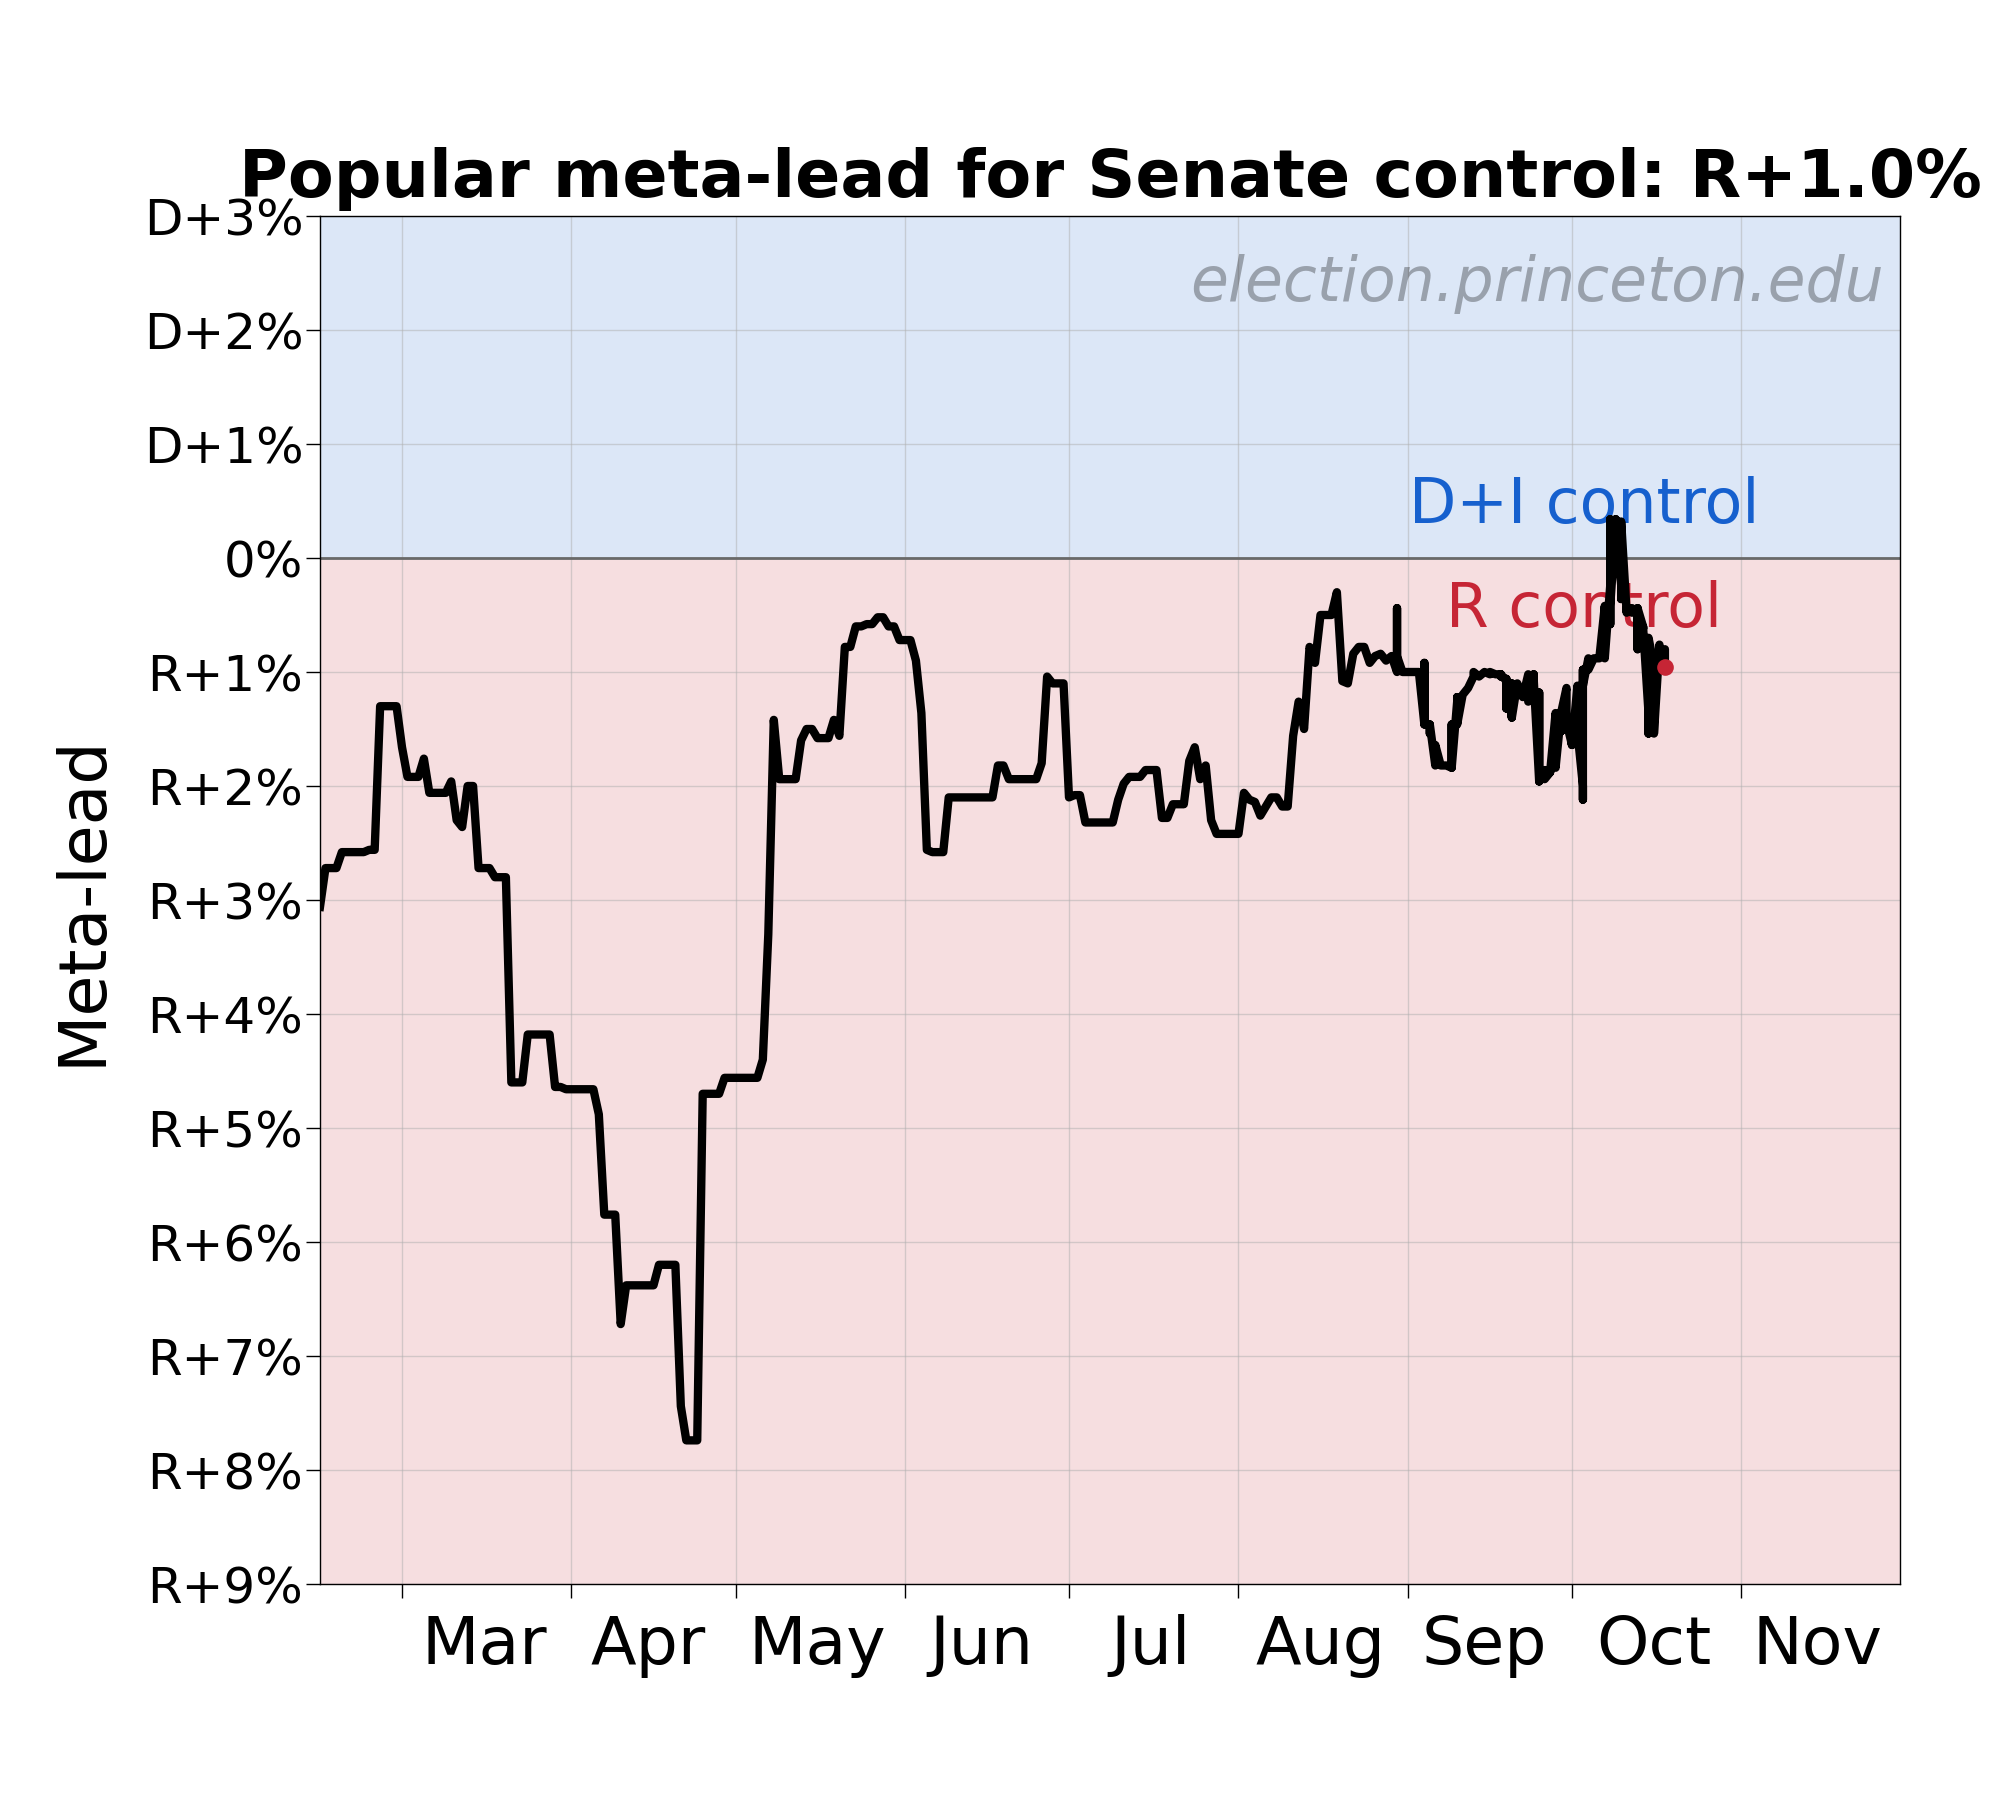 Popular meta-lead for Senate control: R+1.0%
D+3%
election.princeton.edu
D+2%
D+1%
D+I control
0%
R control
R+1%
R+2%
Meta-lead
R+3%
R+4%
R+5%
R+6%
R+7%
R+8%
R+9%
Mar Apr May Jun Jul Aug Sep Oct Nov